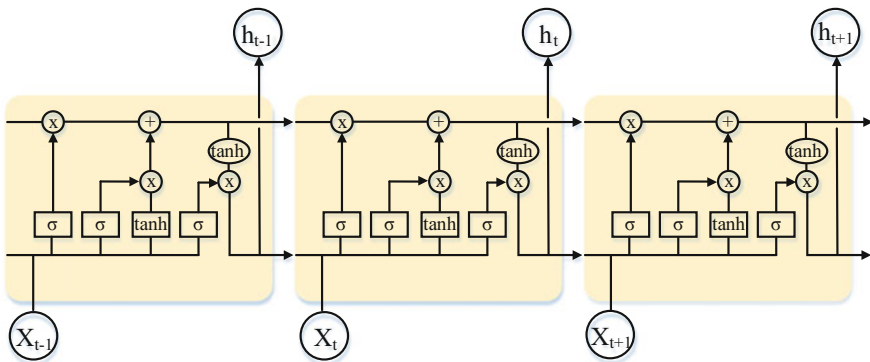 h_{t-1} h_t h_{t+1}
x + x + x +
tanh tanh tanh
x x x x x x
σ σ tanh σ σ σ tanh σ σ σ tanh σ
X_{t-1} X_t X_{t+1}